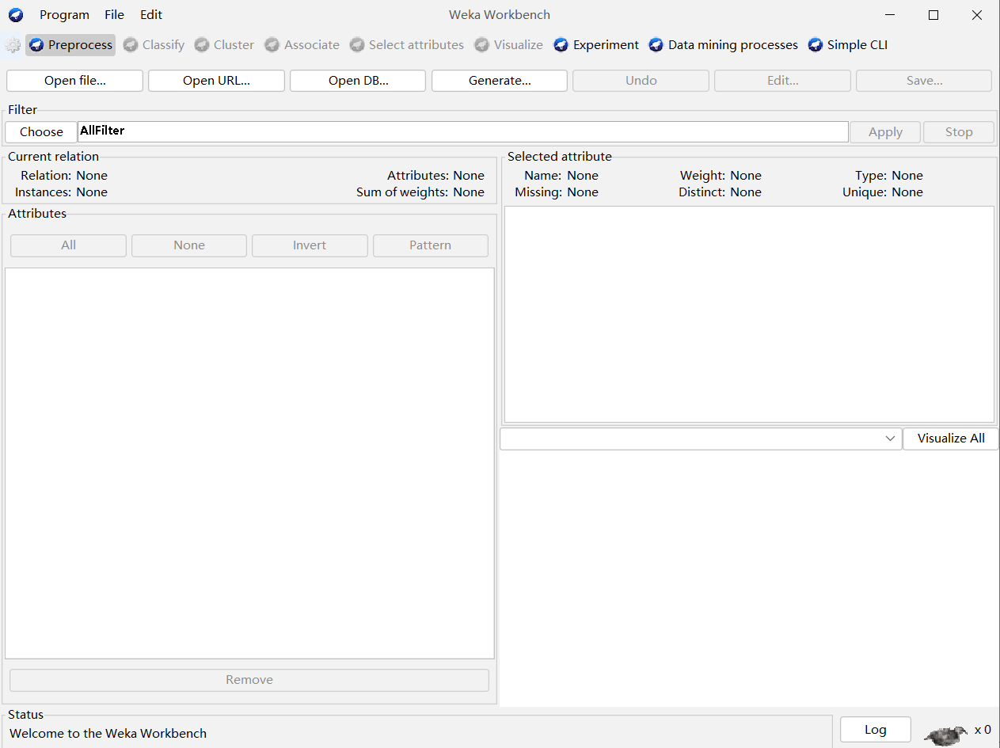 Program File Edit Weka Workbench
Preprocess Classify Cluster Associate Select attributes Visualize Experiment Data mining processes Simple CLI
Open file... Open URL... Open DB... Generate... Undo Edit... Save...
Filter
Choose AllFilter Apply Stop
Current relation
Relation: None Attributes: None
Instances: None Sum of weights: None
Selected attribute
Name: None Weight: None Type: None
Missing: None Distinct: None Unique: None
Attributes
All None Invert Pattern
Visualize All
Remove
Status
Welcome to the Weka Workbench
Log x 0